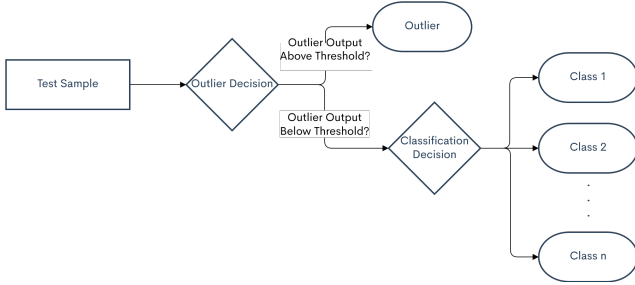 Outlier
Outlier Output
Above Threshold?
Test Sample
Outlier Decision
Class 1
Outlier Output
Below Threshold?
Classification
Decision
Class 2
Class n